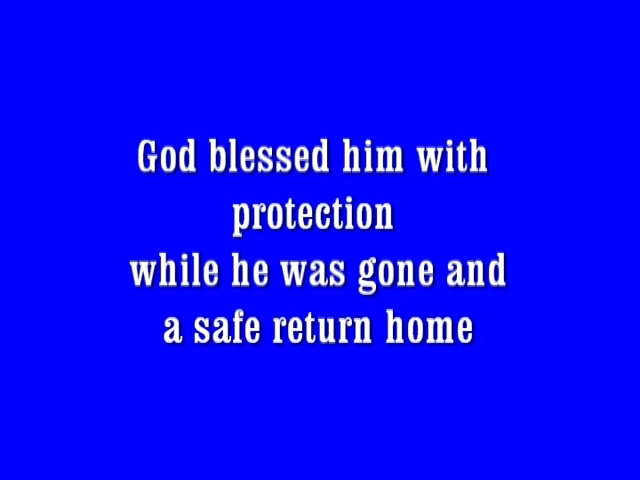 God blessed him with
protection
while he was gone and
a safe return home